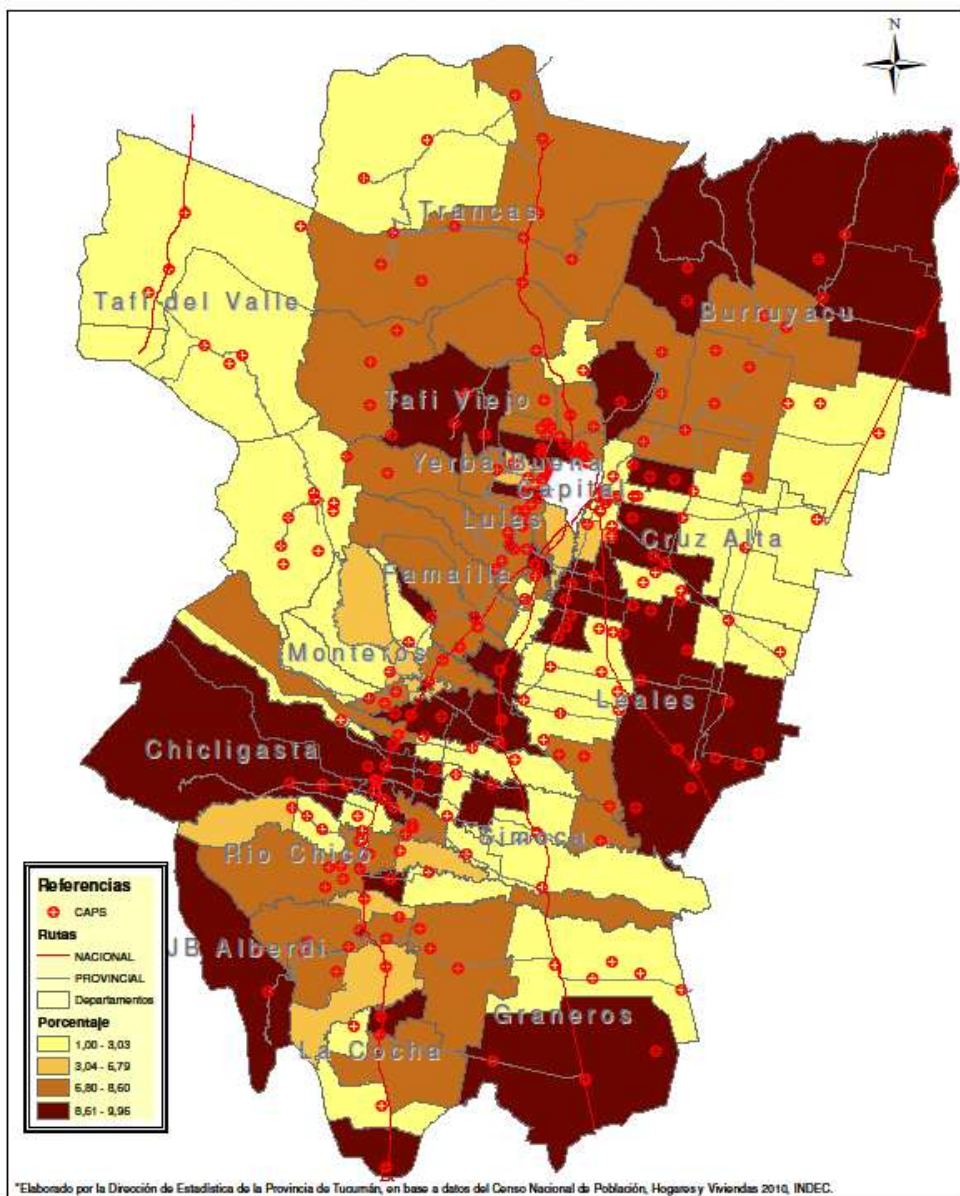 N
Trancas
Tafí del Valle
Burruyacu
Tafi Viejo
Yerba Buena
Capital
Lules
Cruz Alta
Famailla
Monteros
Leales
Chicligasta
Simoca
Rio Chico
JB Alberdi
Graneros
La Cocha
Referencias
CAPS
Rutas
NACIONAL
PROVINCIAL
Departamentos
Porcentaje
1,00 - 3,03
3,04 - 6,79
6,80 - 8,60
8,61 - 9,96
*Elaborado por la Dirección de Estadística de la Provincia de Tucumán, en base a datos del Censo Nacional de Población, Hogares y Viviendas 2010, INDEC.